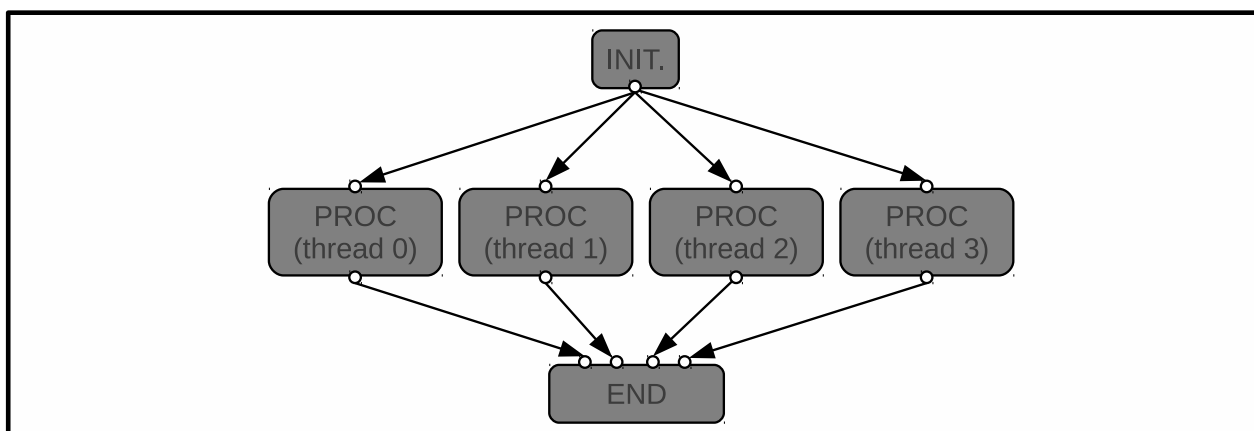 INIT.
PROC
(thread 0)
PROC
(thread 1)
PROC
(thread 2)
PROC
(thread 3)
END